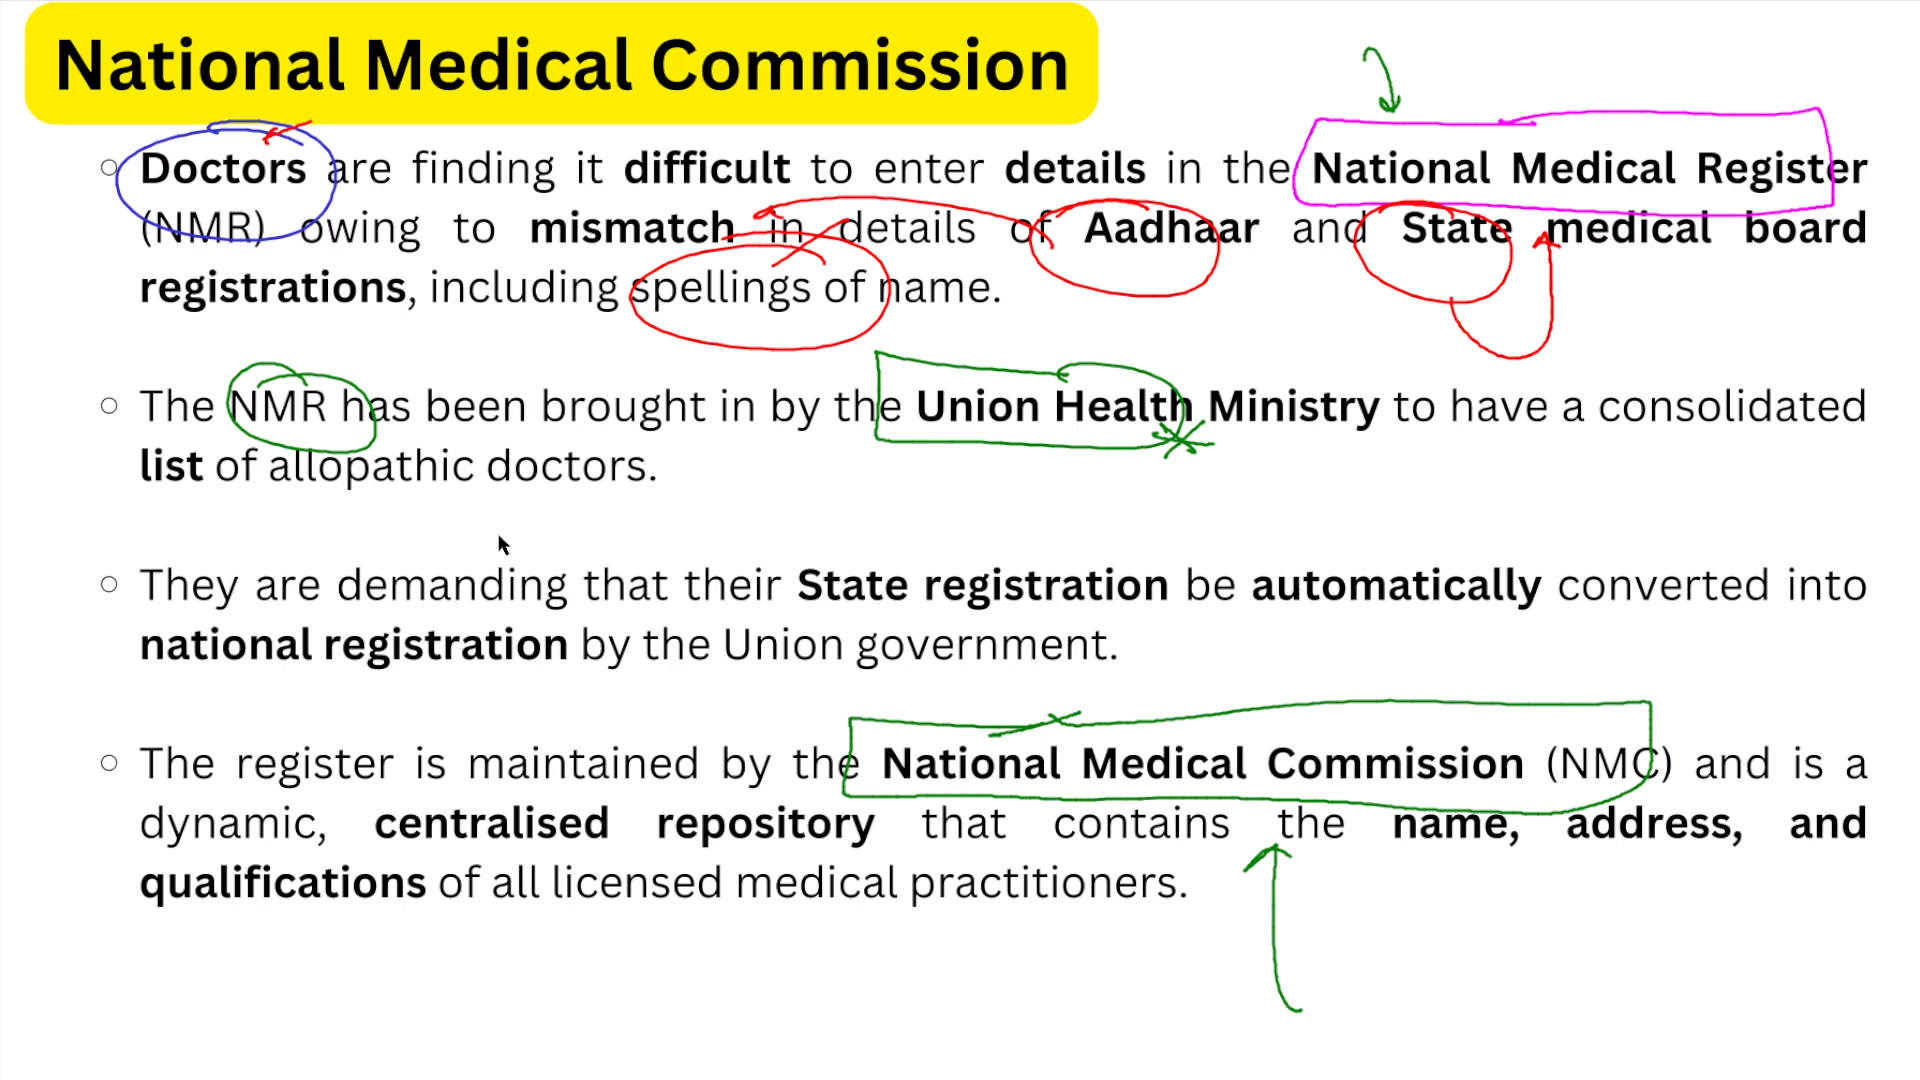 National Medical Commission
Doctors are finding it difficult to enter details in the National Medical Register
(NMR) owing to mismatch in details of Aadhaar and State medical board
registrations, including spellings of name.
The NMR has been brought in by the Union Health Ministry to have a consolidated
list of allopathic doctors.
They are demanding that their State registration be automatically converted into
national registration by the Union government.
The register is maintained by the National Medical Commission (NMC) and is a
dynamic, centralised repository that contains the name, address, and
qualifications of all licensed medical practitioners.